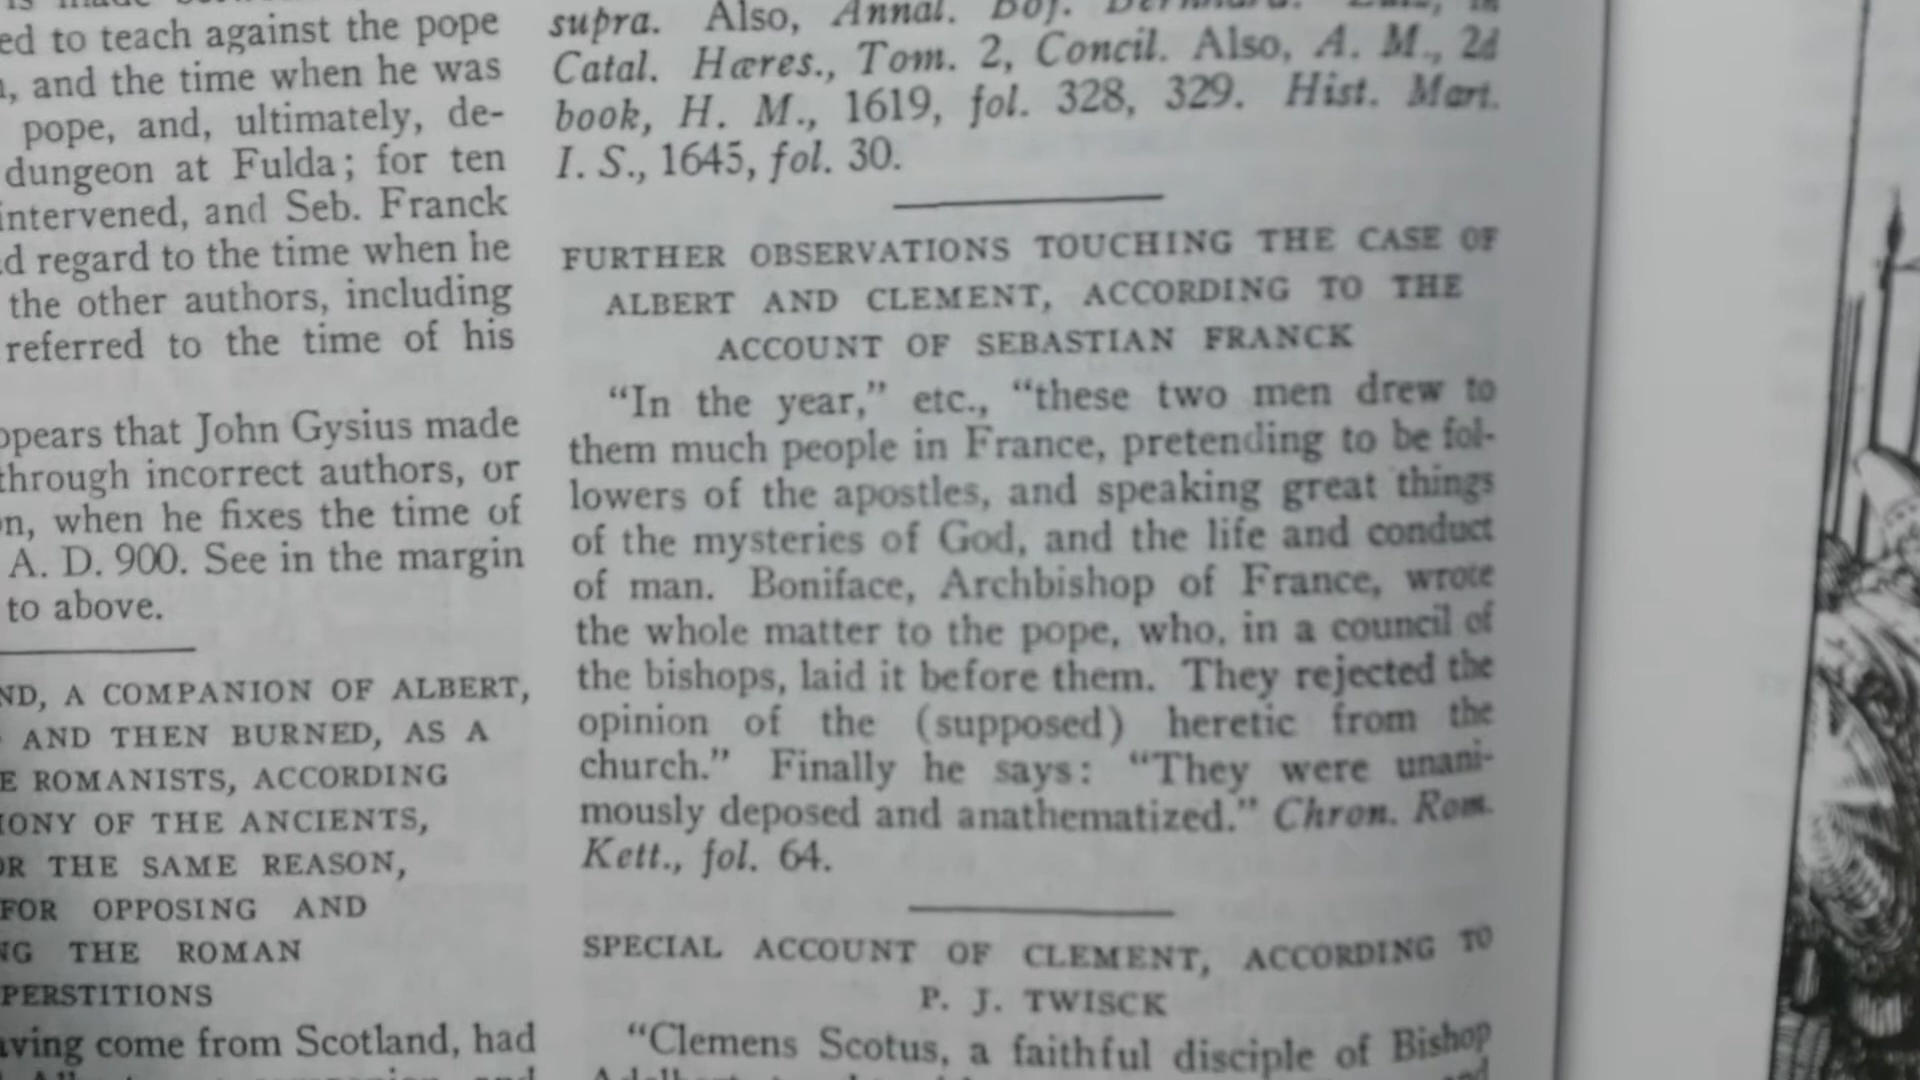 ed to teach against the pope
, and the time when he was
pope, and, ultimately, de-
dungeon at Fulda; for ten
intervened, and Seb. Franck
d regard to the time when he
the other authors, including
referred to the time of his
ppears that John Gysius made
through incorrect authors, or
on, when he fixes the time of
A. D. 900. See in the margin
to above.
ND, A COMPANION OF ALBERT,
AND THEN BURNED, AS A
E ROMANISTS, ACCORDING
IONY OF THE ANCIENTS,
OR THE SAME REASON,
FOR OPPOSING AND
NG THE ROMAN
PERSTITIONS
aving come from Scotland, had
supra. Also, Annal. Boj.
Catal. Hæres., Tom. 2, Concil. Also, A. M., 2d
book, H. M., 1619, fol. 328, 329. Hist. Mart.
I. S., 1645, fol. 30.
FURTHER OBSERVATIONS TOUCHING THE CASE OF
ALBERT AND CLEMENT, ACCORDING TO THE
ACCOUNT OF SEBASTIAN FRANCK
“In the year,” etc., “these two men drew to
them much people in France, pretending to be fol-
lowers of the apostles, and speaking great things
of the mysteries of God, and the life and conduct
of man. Boniface, Archbishop of France, wrote
the whole matter to the pope, who, in a council of
the bishops, laid it before them. They rejected the
opinion of the (supposed) heretic from the
church.” Finally he says: “They were unani-
mously deposed and anathematized.” Chron. Rom.
Kett., fol. 64.
SPECIAL ACCOUNT OF CLEMENT, ACCORDING TO
P. J. TWISCK
“Clemens Scotus, a faithful disciple of Bishop